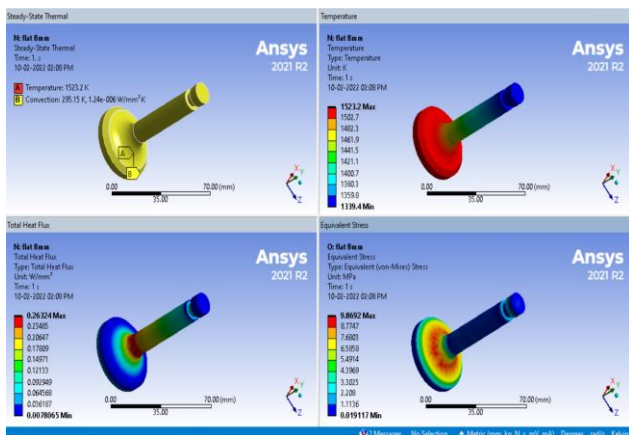 Steady-State Thermal
N: flat 8mm
Steady-State Thermal
Time: 1. s
10-02-2022 02:08 PM
A Temperature: 1523.2 K
B Convection: 295.15 K, 1.24e-006 W/mm²·K
Ansys
2021 R2
A
B
0.00
70.00 (mm)
35.00
X
Y
Z
Temperature
N: flat 8mm
Temperature
Type: Temperature
Unit: K
Time: 1 s
10-02-2022 02:08 PM
1523.2 Max
1502.7
1482.3
1461.9
1441.5
1421.1
1400.7
1380.3
1359.8
1339.4 Min
Ansys
2021 R2
0.00
70.00 (mm)
35.00
X
Y
Z
Total Heat Flux
N: flat 8mm
Total Heat Flux
Type: Total Heat Flux
Unit: W/mm²
Time: 1 s
10-02-2022 02:08 PM
0.26324 Max
0.23485
0.20647
0.17809
0.14971
0.12133
0.092949
0.064568
0.036187
0.0078065 Min
Ansys
2021 R2
0.00
70.00 (mm)
35.00
X
Y
Z
Equivalent Stress
O: flat 8mm
Equivalent Stress
Type: Equivalent (von-Mises) Stress
Unit: MPa
Time: 1 s
10-02-2022 02:08 PM
9.8692 Max
8.7747
7.6803
6.5858
5.4914
4.3969
3.3025
2.208
1.1136
0.019117 Min
Ansys
2021 R2
0.00
70.00 (mm)
35.00
X
Y
Z
2 Messages No Selection Metric (mm, kg, N, s, mV, mA) Degrees rad/s Kelvin